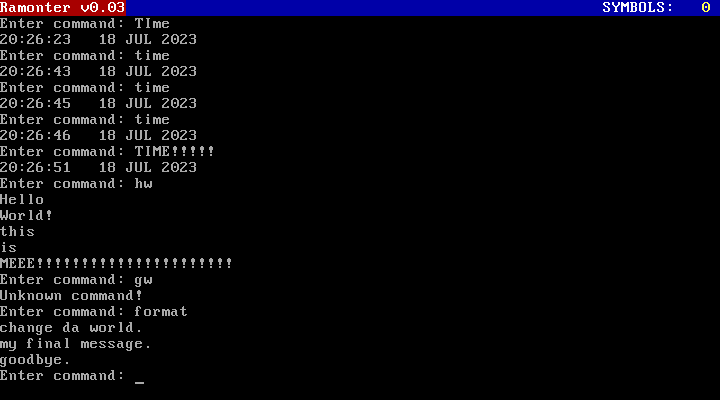 Ramonter v0.03 SYMBOLS: 0
Enter command: TIme
20:26:23 18 JUL 2023
Enter command: time
20:26:43 18 JUL 2023
Enter command: time
20:26:45 18 JUL 2023
Enter command: time
20:26:46 18 JUL 2023
Enter command: TIME!!!!!
20:26:51 18 JUL 2023
Enter command: hw
Hello
World!
this
is
MEEE!!!!!!!!!!!!!!!!!!!!!!
Enter command: gw
Unknown command!
Enter command: format
change da world.
my final message.
goodbye.
Enter command: _